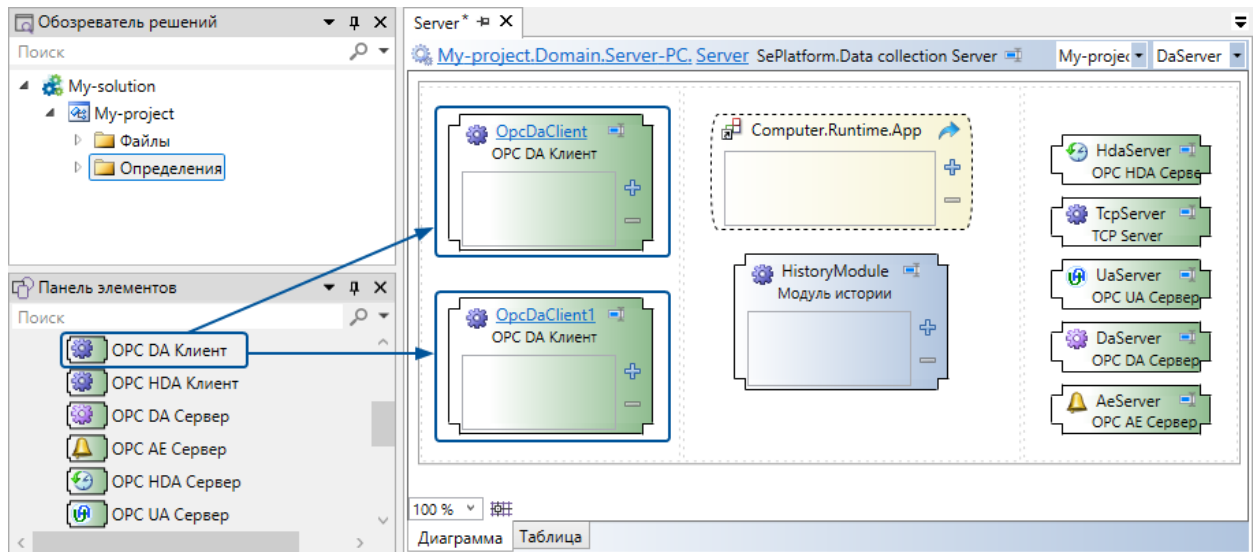 Обозреватель решений
Поиск
My-solution
My-project
Файлы
Определения
Панель элементов
Поиск
OPC DA Клиент
OPC HDA Клиент
OPC DA Сервер
OPC AE Сервер
OPC HDA Сервер
OPC UA Сервер
Server*
My-project.Domain.Server-PC. Server SePlatform.Data collection Server My-projec DaServer
OpcDaClient
OPC DA Клиент
OpcDaClient1
OPC DA Клиент
Computer.Runtime.App
HistoryModule
Модуль истории
HdaServer
OPC HDA Серве
TcpServer
TCP Server
UaServer
OPC UA Сервер
DaServer
OPC DA Сервер
AeServer
OPC AE Сервер
100 %
Диаграмма Таблица